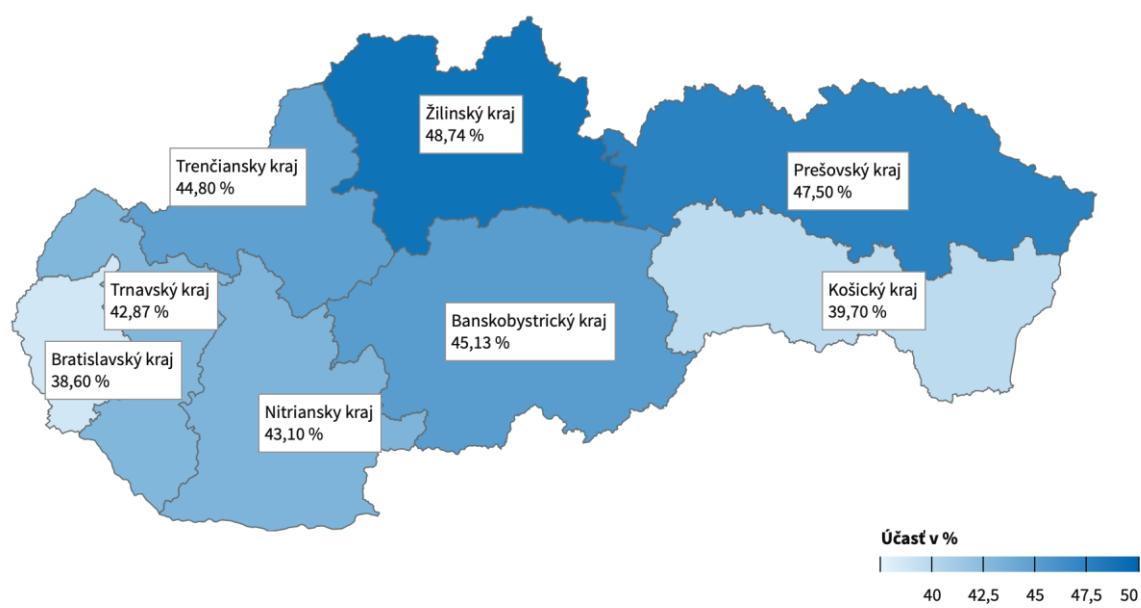 Žilinský kraj
48,74 %
Trenčiansky kraj
44,80 %
Prešovský kraj
47,50 %
Trnavský kraj
42,87 %
Košický kraj
39,70 %
Banskobystrický kraj
45,13 %
Bratislavský kraj
38,60 %
Nitriansky kraj
43,10 %
Účasť v %
40 42,5 45 47,5 50